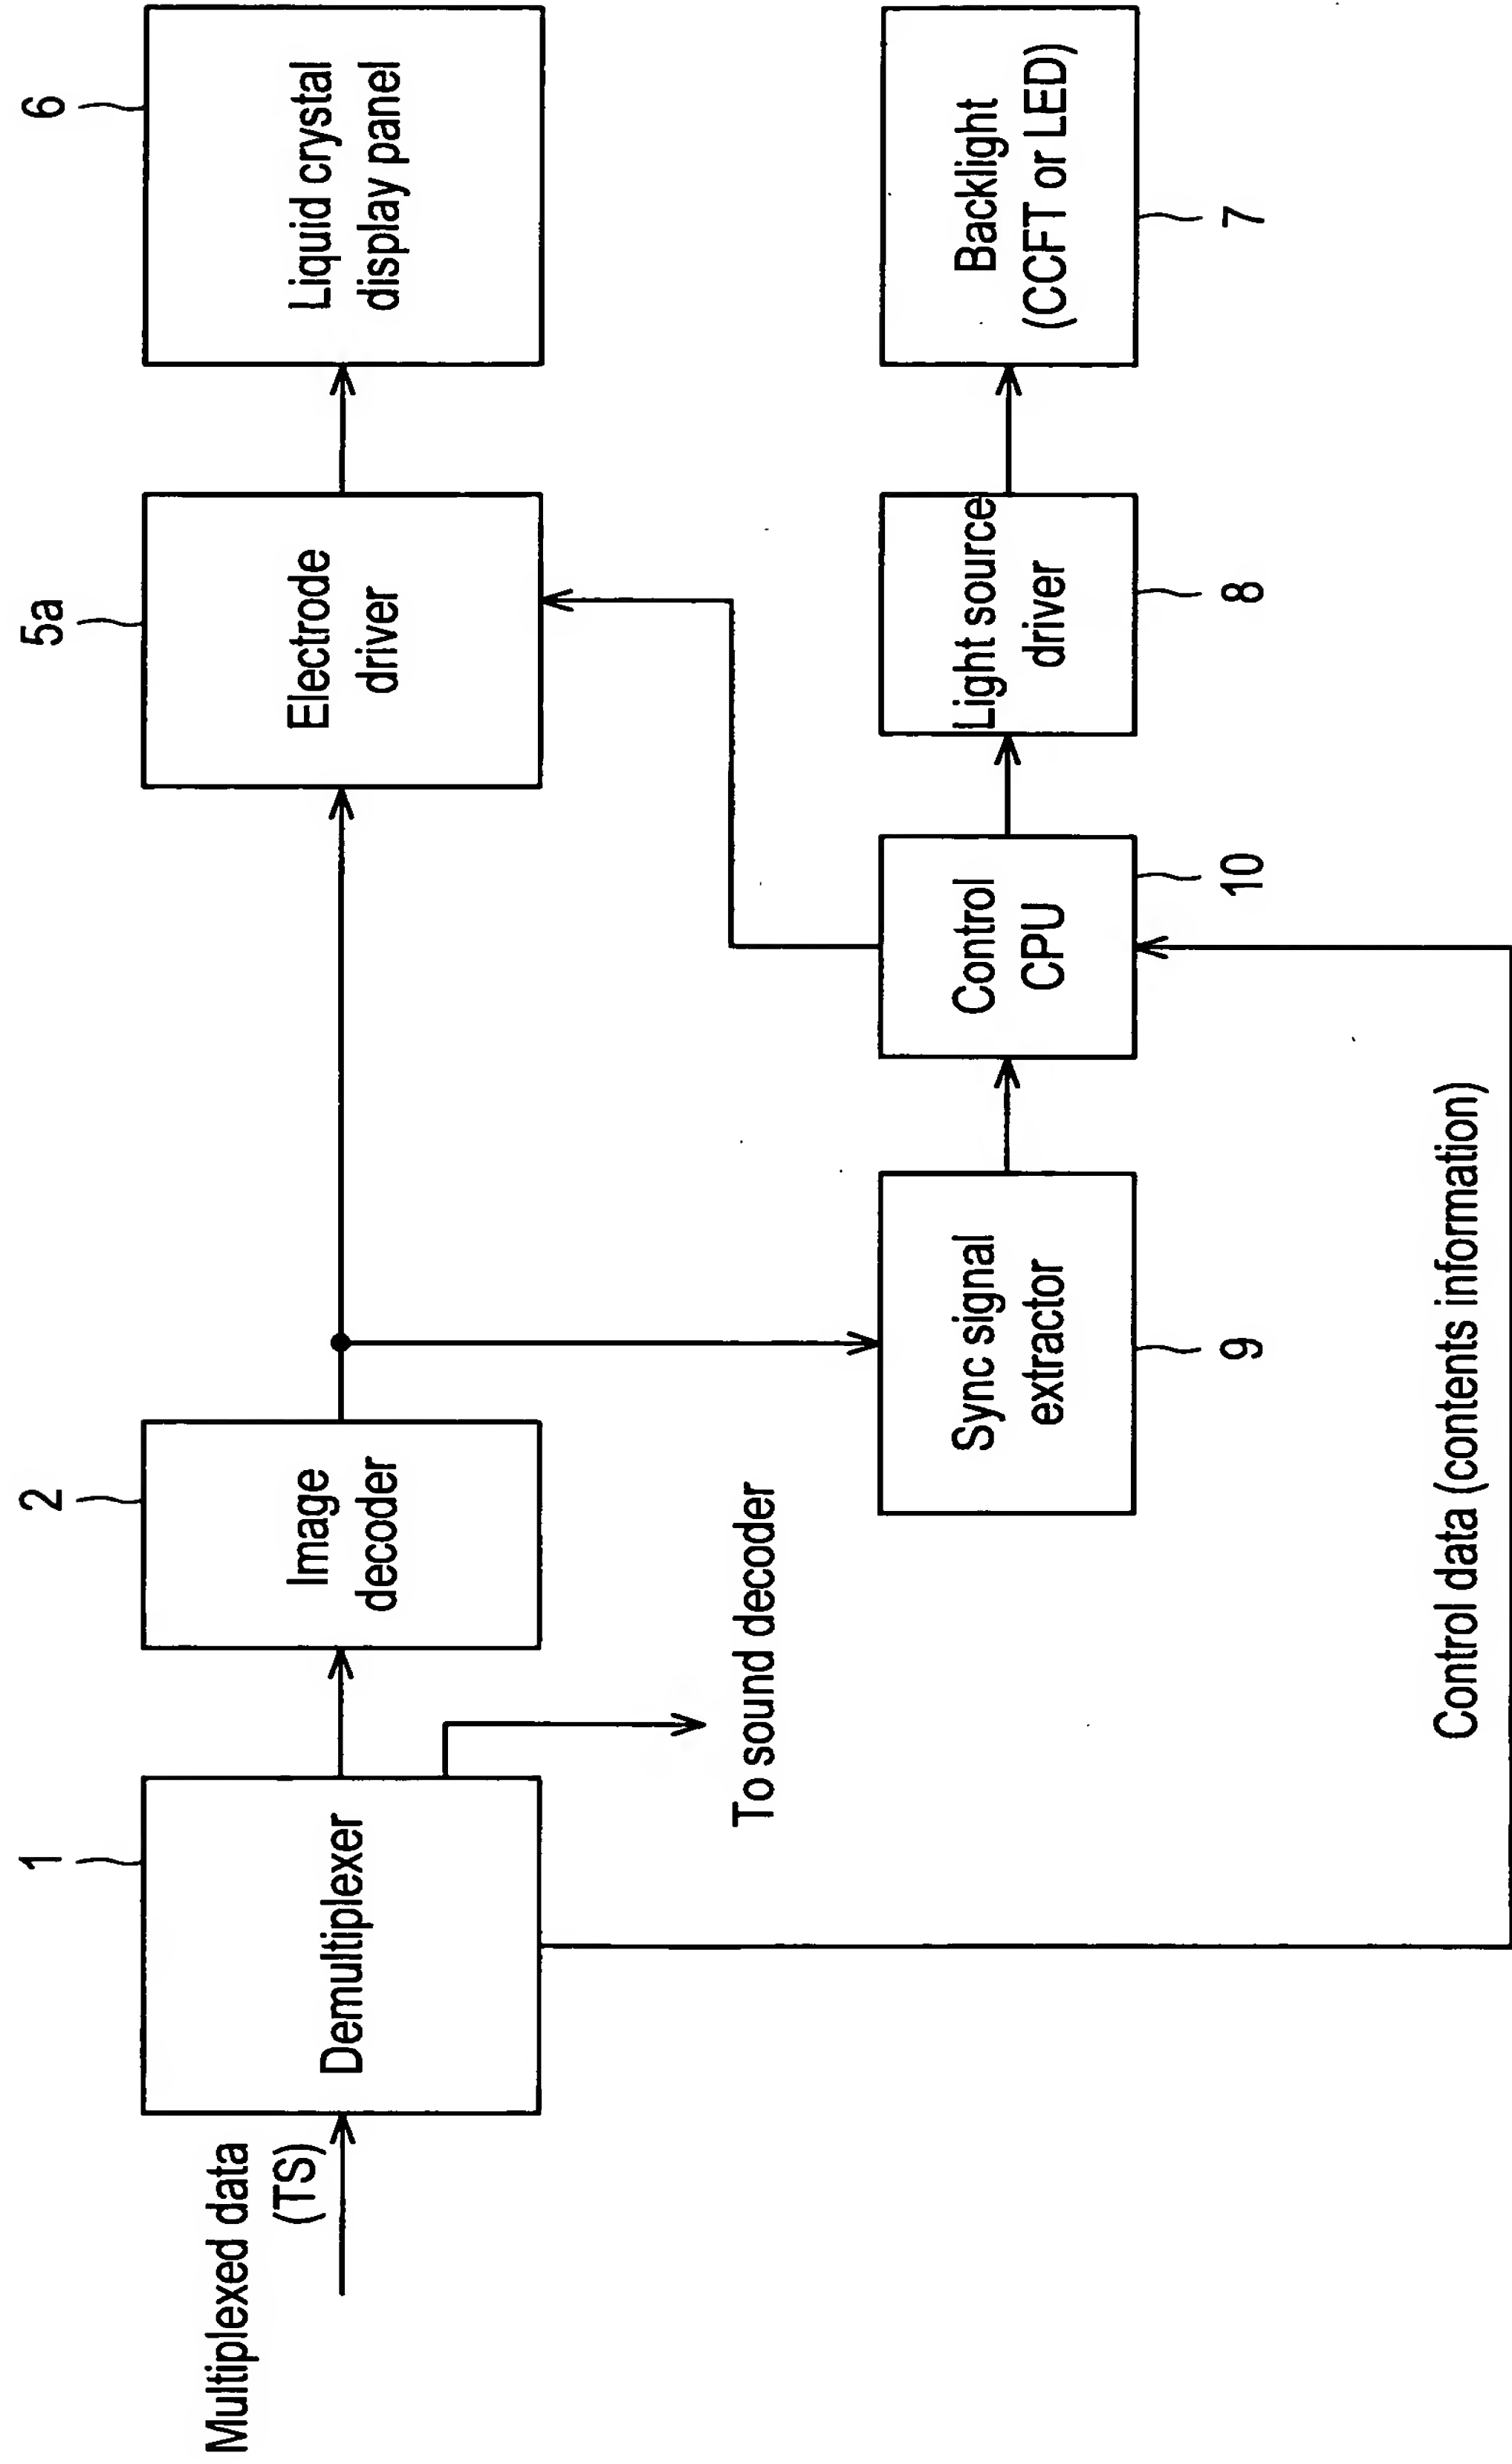 1
2
5a
6
Multiplexed data
(TS)
Demultiplexer
Image
decoder
Electrode
driver
Liquid crystal
display panel
To sound decoder
Sync signal
extractor
Control
CPU
Light source
driver
Backlight
(CCFT or LED)
9
10
8
7
Control data (contents information)